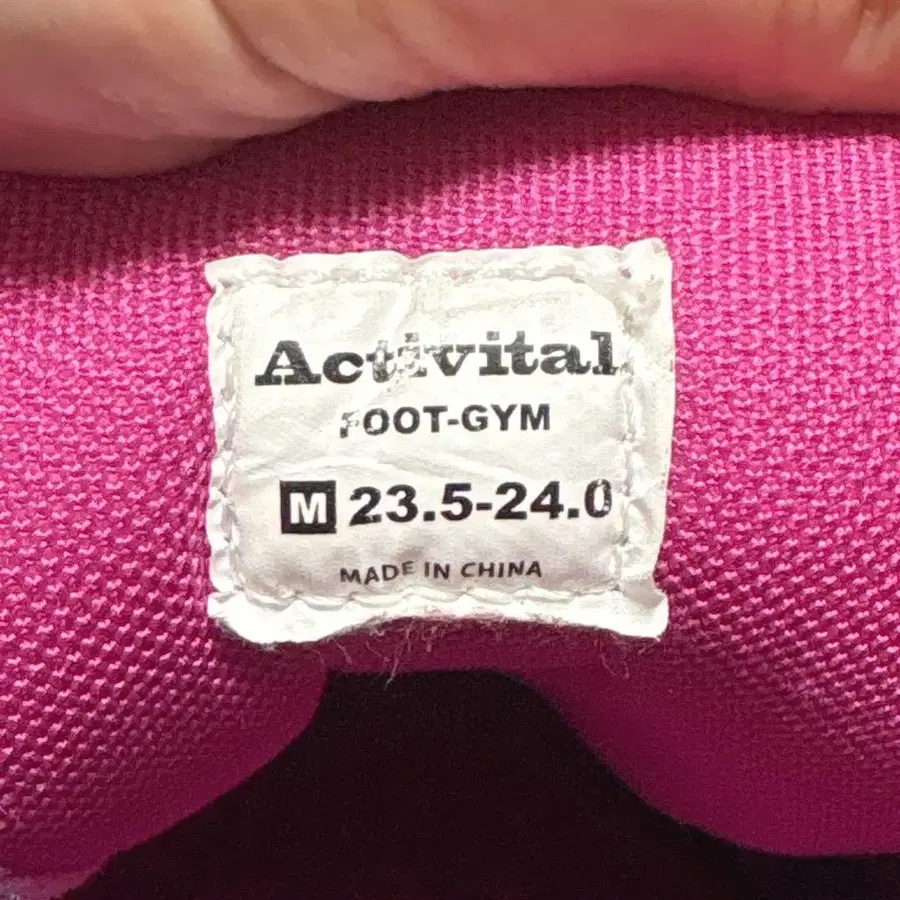 Activital
FOOT-GYM
M 23.5-24.0
MADE IN CHINA